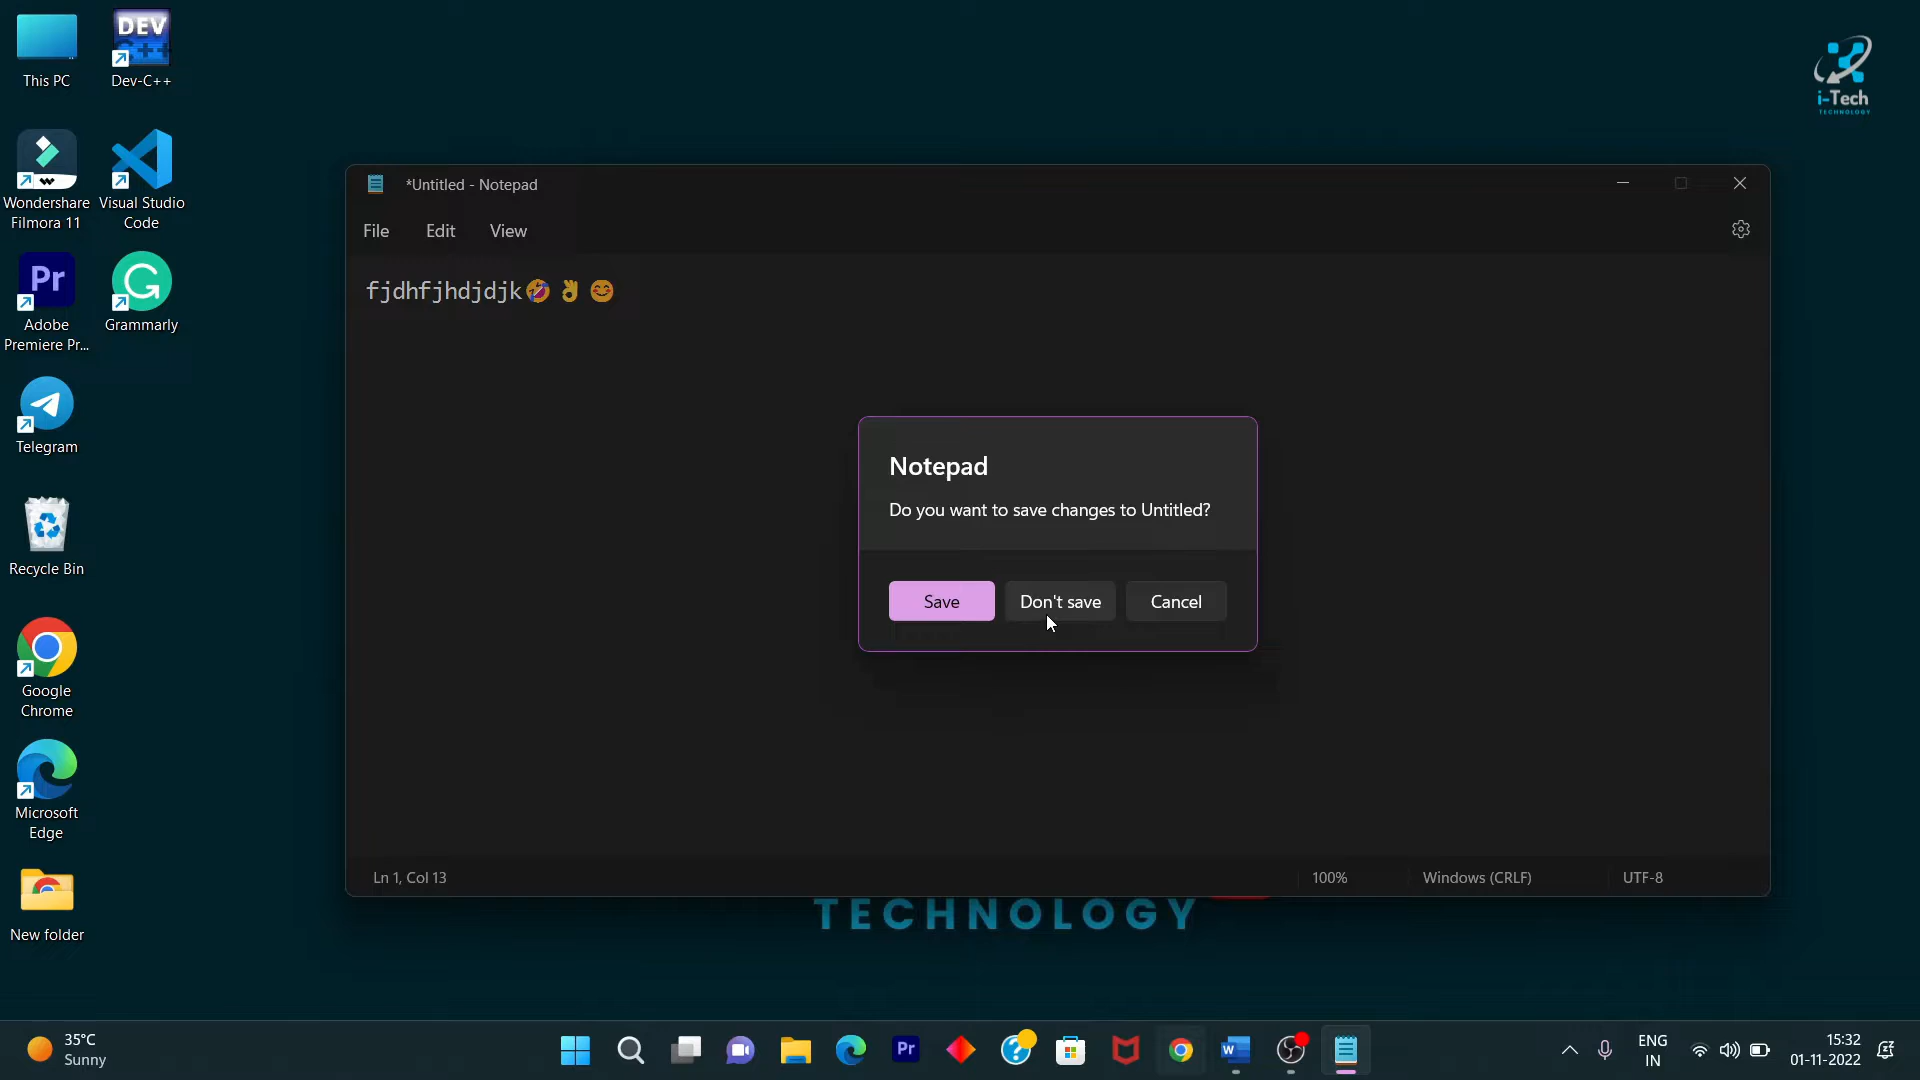 This PC
DEV
C++
Dev-C++
Wondershare
Filmora 11
Visual Studio
Code
Pr
Adobe
Premiere Pr...
Grammarly
Telegram
Recycle Bin
Google
Chrome
Microsoft
Edge
New folder
i-Tech
TECHNOLOGY
*Untitled - Notepad
File
Edit
View
fjdhfjhdjdjk🤣👌😊
Notepad
Do you want to save changes to Untitled?
Save
Don't save
Cancel
Ln 1, Col 13
100%
Windows (CRLF)
UTF-8
TECHNOLOGY
35°C
Sunny
Pr
W
ENG
IN
15:32
01-11-2022